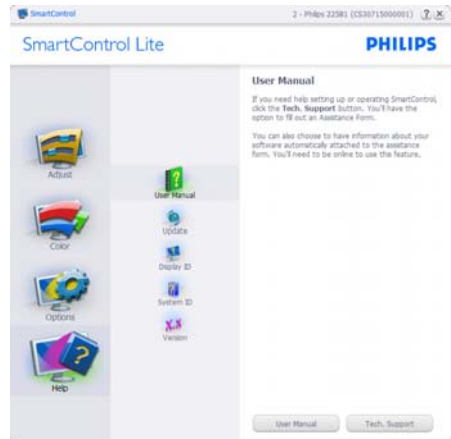 SmartControl
2 - Philips 225B1 (CS30715000001)
? X
SmartControl Lite
PHILIPS
Adjust
Color
Options
Help
User Manual
Update
Display ID
System ID
X.X
Version
User Manual
If you need help setting up or operating SmartControl,
click the Tech. Support button. You'll have the
option to fill out an Assistance Form.
You can also choose to have information about your
software automatically attached to the assistance
form. You'll need to be online to use the feature.
User Manual
Tech. Support